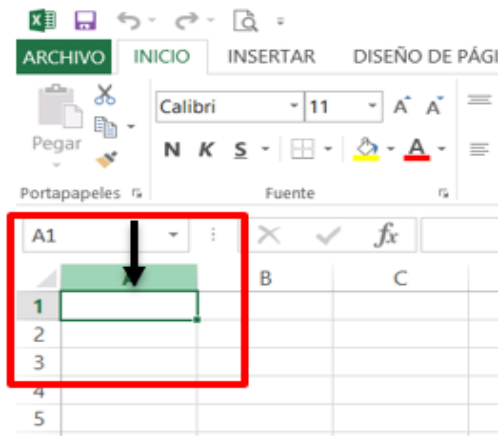 ARCHIVO INICIO INSERTAR DISEÑO DE PÁGI
Calibri 11 A A
Pegar N K S A
Portapapeles Fuente
A1 fx
A B C
1
2
3
4
5